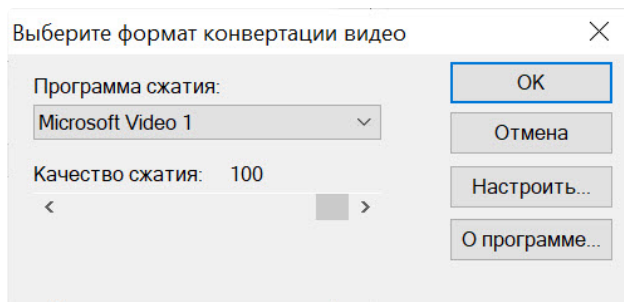 Выберите формат конвертации видео
Программа сжатия:
Microsoft Video 1
Качество сжатия: 100
OK
Отмена
Настроить...
О программе...